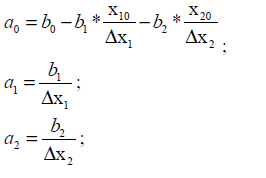 a₀ = b₀ − b₁ * x₁₀/Δx₁ − b₂ * x₂₀/Δx₂ ;
a₁ = b₁/Δx₁ ;
a₂ = b₂/Δx₂ ;